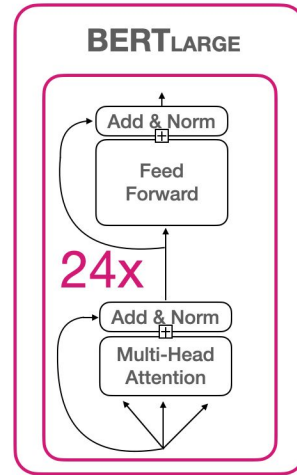 BERTLARGE
Add & Norm
Feed
Forward
24x
Add & Norm
Multi-Head
Attention